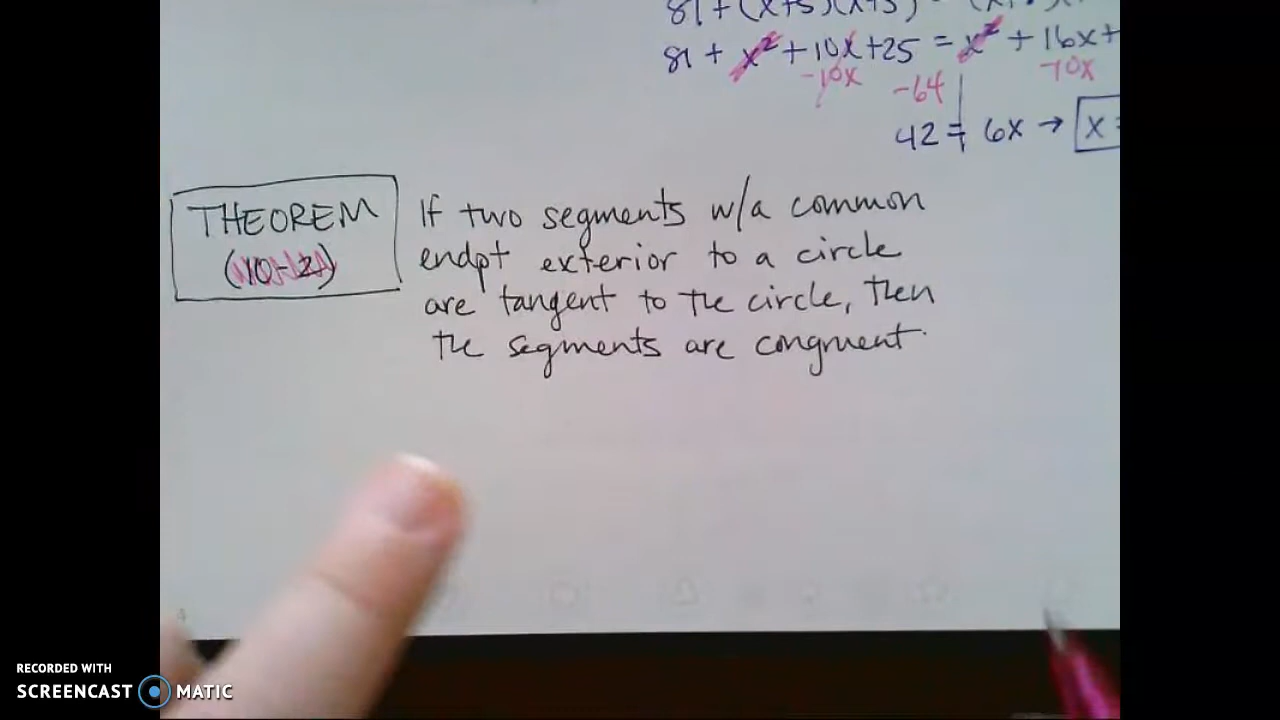 81 + x² + 10x + 25 = x² + 16x +
-10x -64 -10x
42 = 6x → x =
THEOREM
(10-2)
If two segments w/a common
endpt exterior to a circle
are tangent to the circle, then
the segments are congruent.
RECORDED WITH
SCREENCAST MATIC